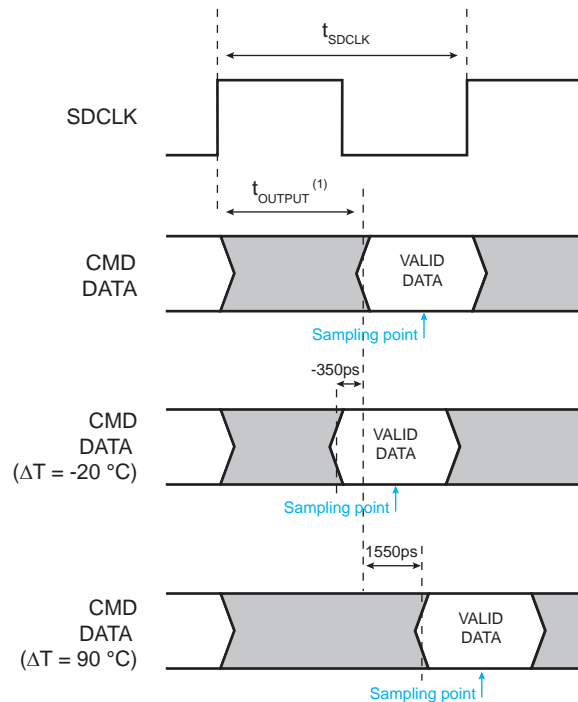 tSDCLK
SDCLK
tOUTPUT (1)
CMD
DATA
VALID
DATA
Sampling point
-350ps
CMD
DATA
(ΔT = -20 °C)
VALID
DATA
Sampling point
1550ps
CMD
DATA
(ΔT = 90 °C)
VALID
DATA
Sampling point